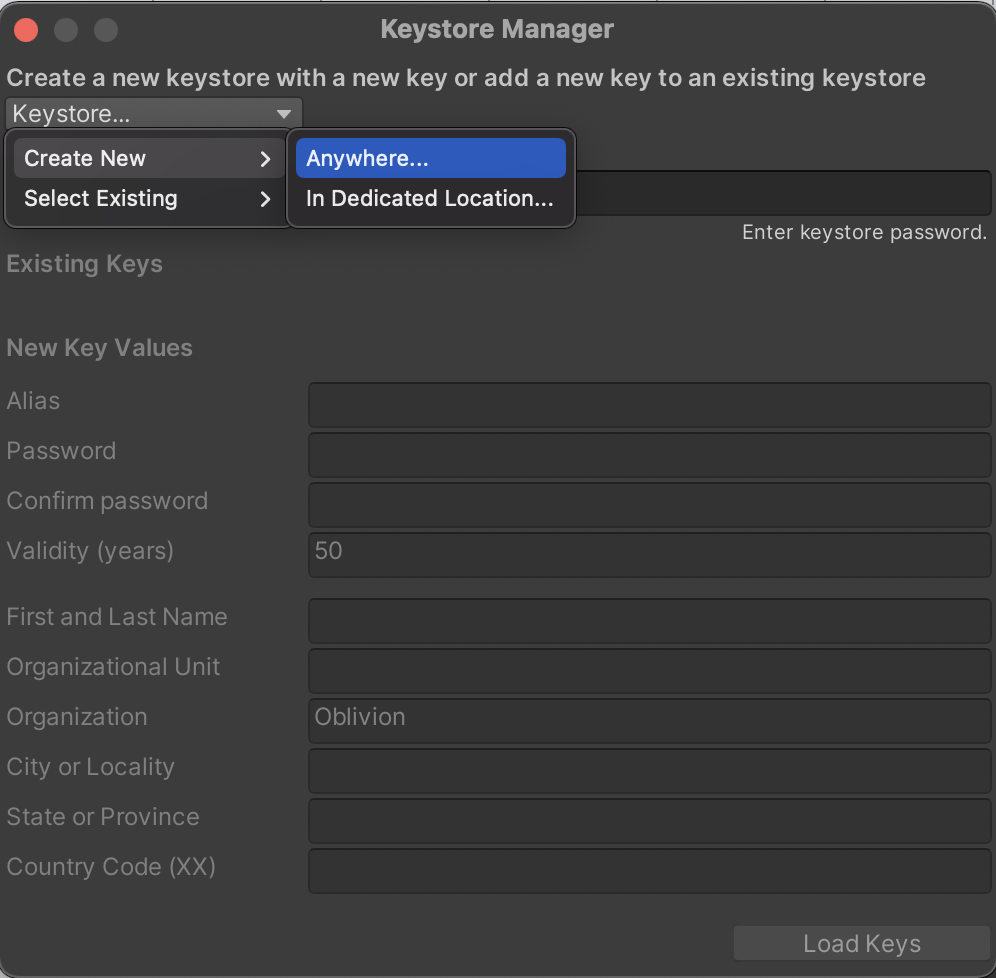 Keystore Manager
Create a new keystore with a new key or add a new key to an existing keystore
Keystore...
Create New
Anywhere...
Select Existing
In Dedicated Location...
Enter keystore password.
Existing Keys
New Key Values
Alias
Password
Confirm password
Validity (years) 50
First and Last Name
Organizational Unit
Organization Oblivion
City or Locality
State or Province
Country Code (XX)
Load Keys